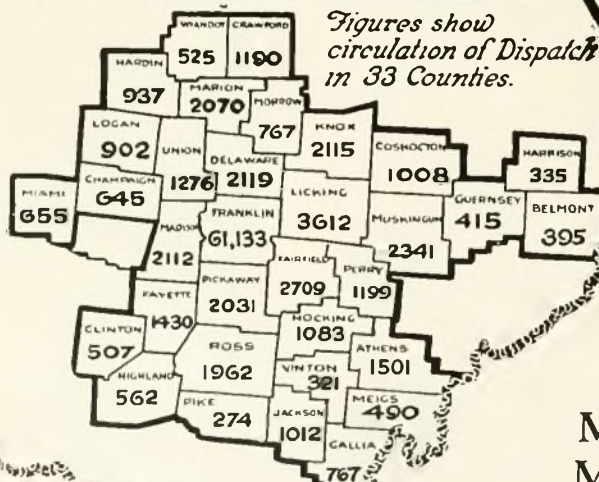 Figures show
circulation of Dispatch
in 33 Counties.
WYANDOT
525
CRAWFORD
1190
HARDIN
937
MARION
2070
MORROW
767
LOGAN
902
UNION
1276
DELAWARE
2119
KNOX
2115
COSHOCTON
1008
HARRISON
335
MIAMI
655
CHAMPAIGN
645
MADISON
2112
FRANKLIN
61,133
LICKING
3612
MUSKINGUM
2341
GUERNSEY
415
BELMONT
395
FAYETTE
1430
PICKAWAY
2031
FAIRFIELD
2709
PERRY
1199
HOCKING
1083
CLINTON
507
ROSS
1962
VINTON
321
ATHENS
1501
HIGHLAND
562
PIKE
274
JACKSON
1012
MEIGS
490
GALLIA
767
M
M